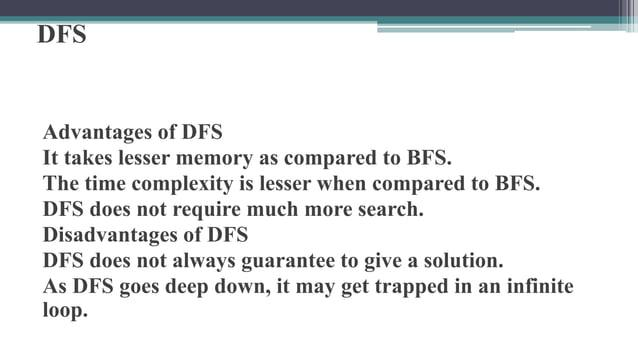 DFS
Advantages of DFS
It takes lesser memory as compared to BFS.
The time complexity is lesser when compared to BFS.
DFS does not require much more search.
Disadvantages of DFS
DFS does not always guarantee to give a solution.
As DFS goes deep down, it may get trapped in an infinite
loop.